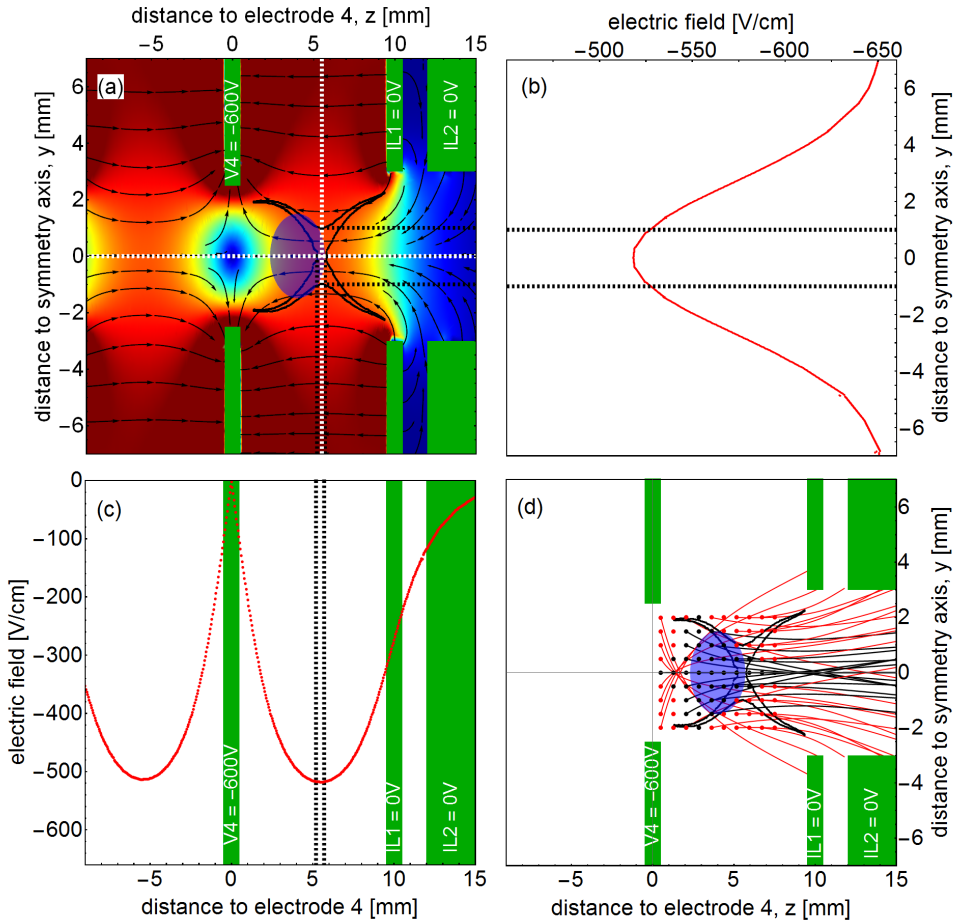 distance to electrode 4, z [mm]
−5 0 5 10 15
electric field [V/cm]
−500 −550 −600 −650
distance to symmetry axis, y [mm]
6
4
2
0
−2
−4
−6
(a)
V4 = −600V
IL1 = 0V
IL2 = 0V
(b)
6
4
2
0
−2
−4
−6
distance to symmetry axis, y [mm]
electric field [V/cm]
0
−100
−200
−300
−400
−500
−600
(c)
V4 = −600V
IL1 = 0V
IL2 = 0V
−5 0 5 10 15
distance to electrode 4 [mm]
(d)
V4 = −600V
IL1 = 0V
IL2 = 0V
6
4
2
0
−2
−4
−6
distance to symmetry axis, y [mm]
−5 0 5 10 15
distance to electrode 4, z [mm]